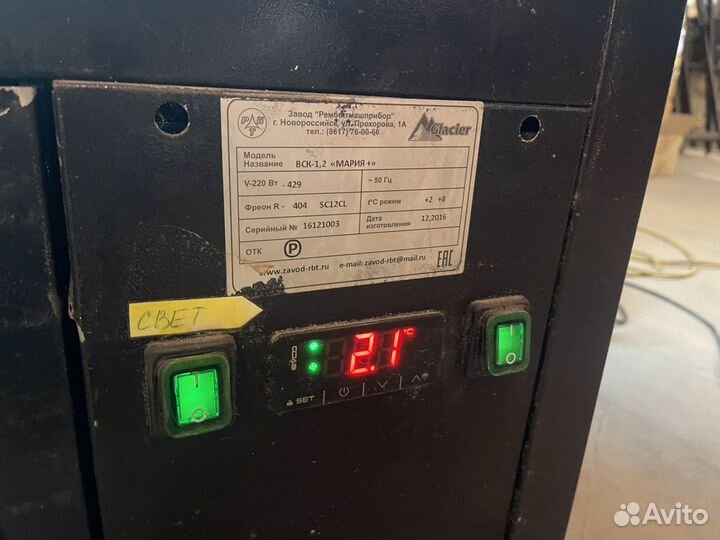 РБТ
Завод "Рембытмашприбор"
г. Новороссийск, ул.Прохорова, 1А
тел.: (8617)76-00-66
Glacier
Модель
Название ВСК-1,2 «МАРИЯ +»
V-220 Вт - 429 ~ 50 Гц
Фреон R - 404 SC12CL t°C режим +2 +8
Серийный № 16121003 Дата изготовления 12.2016
ОТК Р
www.zavod-rbt.ru e-mail: zavod-rbt@mail.ru EAC
СВЕТ
2.1 °C
SET
Avito